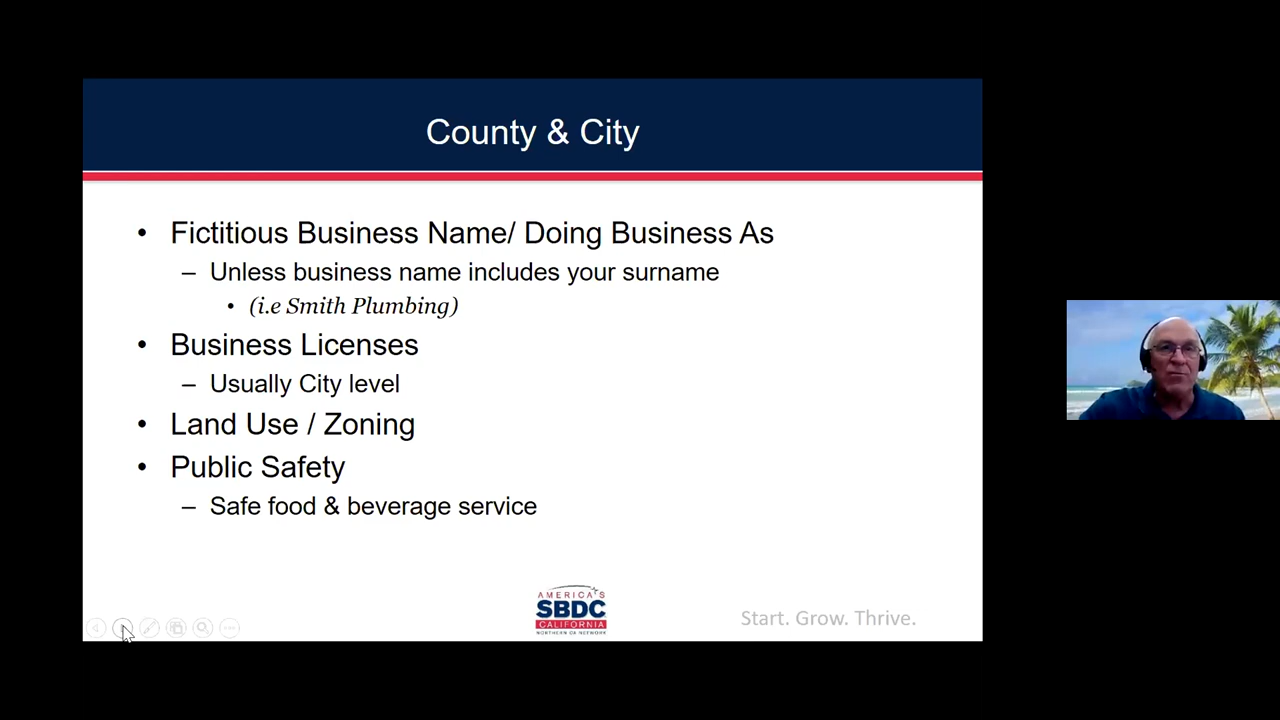 County & City
• Fictitious Business Name/ Doing Business As
– Unless business name includes your surname
• (i.e Smith Plumbing)
• Business Licenses
– Usually City level
• Land Use / Zoning
• Public Safety
– Safe food & beverage service
AMERICA'S
SBDC
CALIFORNIA
NORTHERN CA NETWORK
Start. Grow. Thrive.